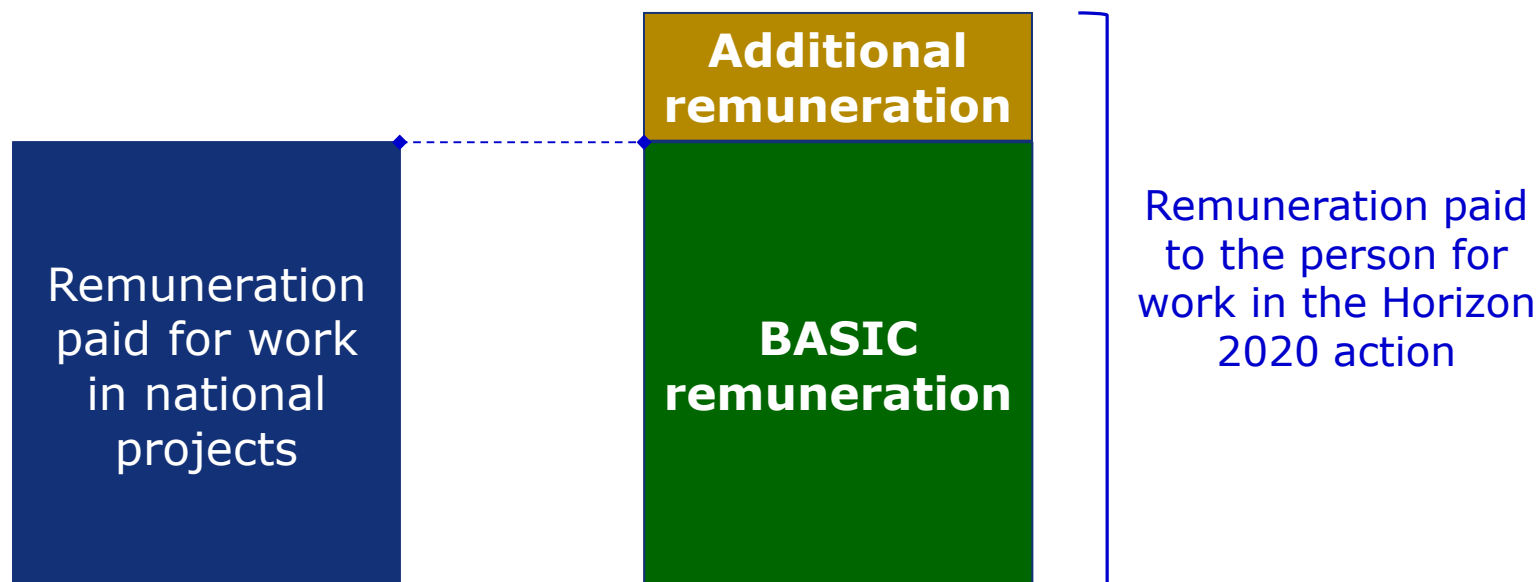 Additional
remuneration
Remuneration
paid for work
in national
projects
BASIC
remuneration
Remuneration paid
to the person for
work in the Horizon
2020 action